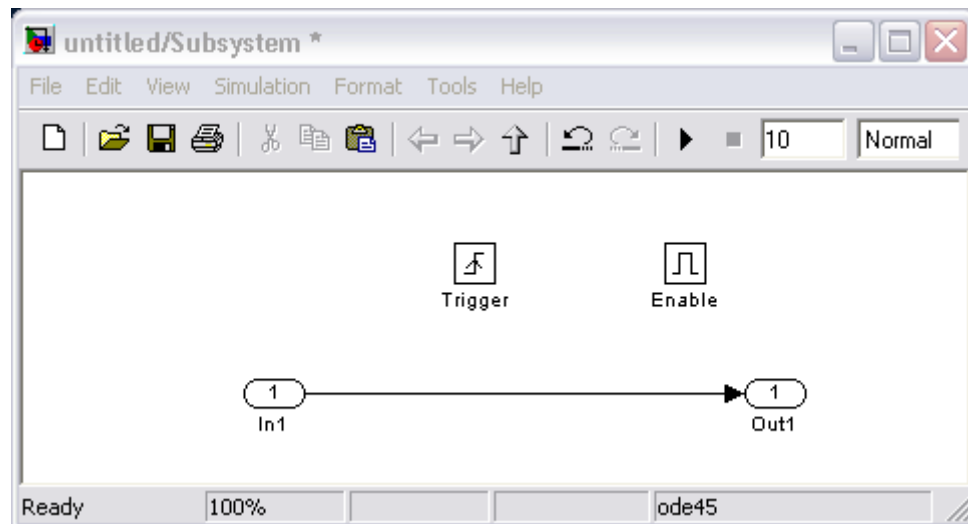 untitled/Subsystem *
File Edit View Simulation Format Tools Help
10 Normal
Trigger Enable
1 1
In1 Out1
Ready 100% ode45